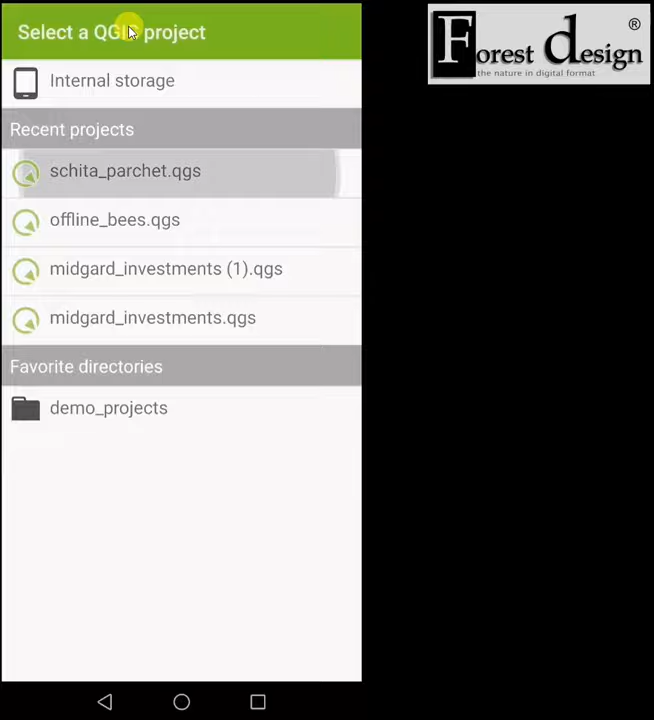 Select a QGIS project
Internal storage
Recent projects
schita_parchet.qgs
offline_bees.qgs
midgard_investments (1).qgs
midgard_investments.qgs
Favorite directories
demo_projects
Forest design ®
the nature in digital format